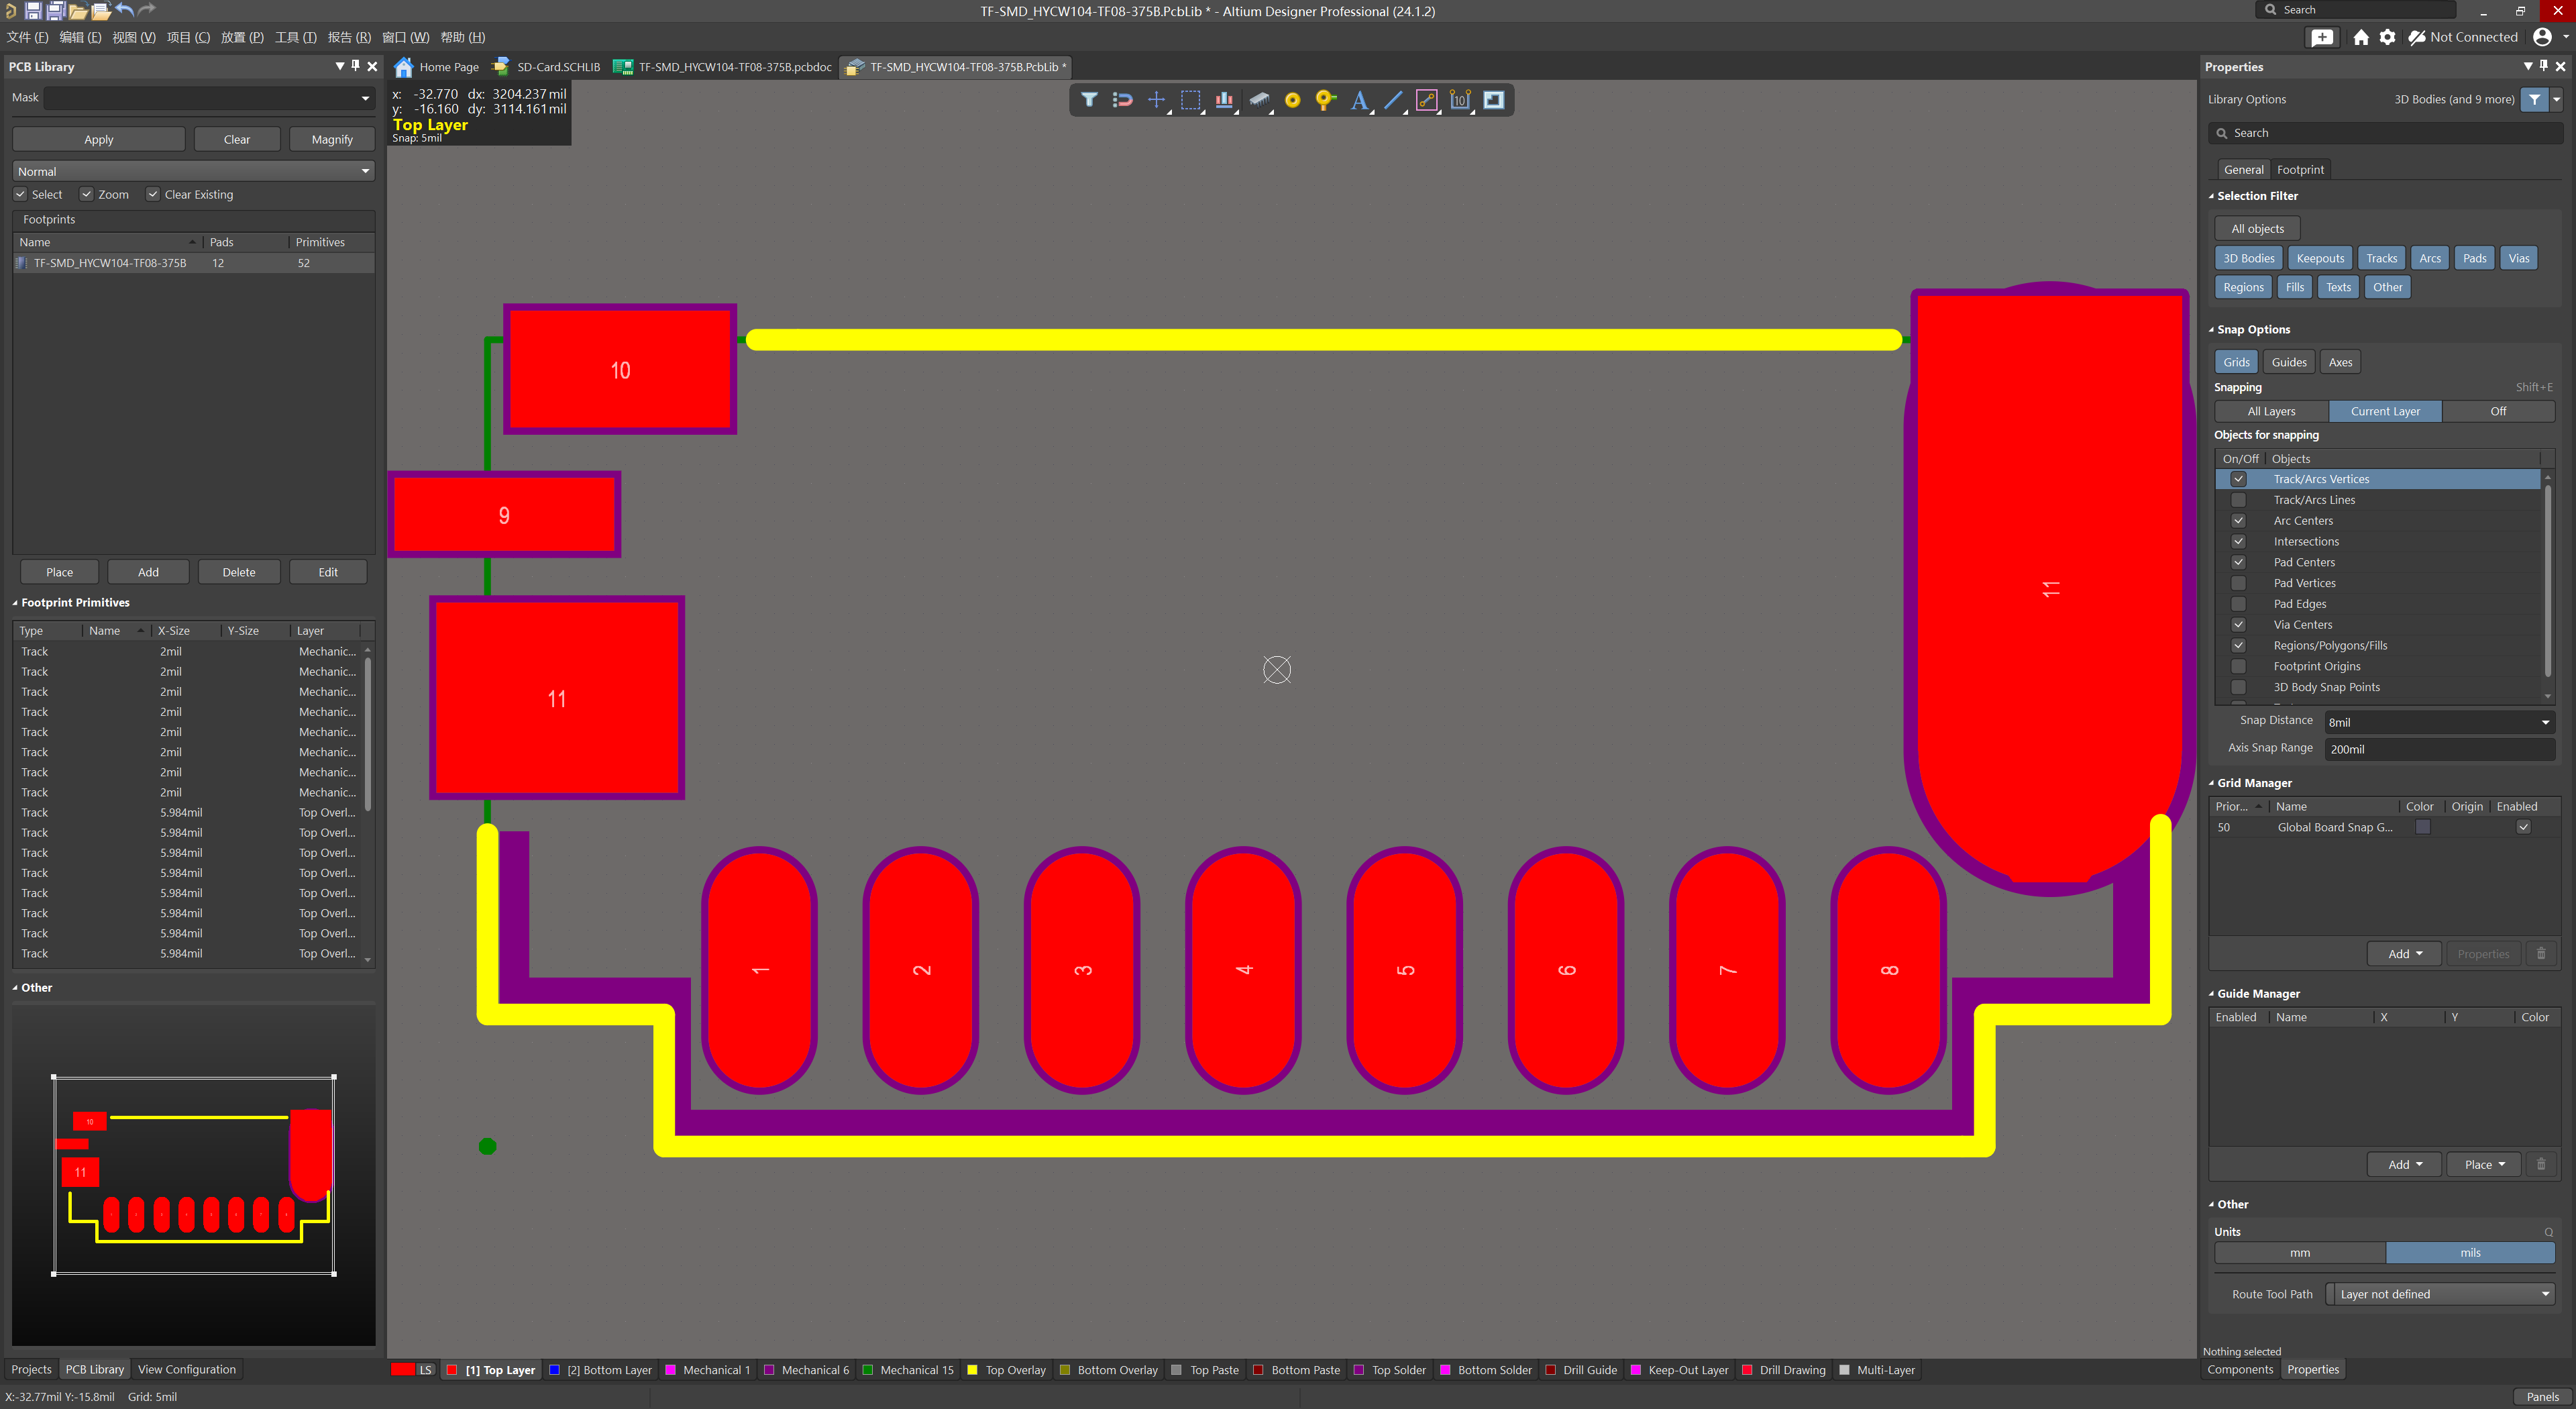 TF-SMD_HYCW104-TF08-375B.PcbLib * - Altium Designer Professional (24.1.2)
Search
文件 (F) 编辑 (E) 视图 (V) 项目 (C) 放置 (P) 工具 (T) 报告 (R) 窗口 (W) 帮助 (H)
Not Connected
PCB Library
Mask
Apply Clear Magnify
Normal
Select Zoom Clear Existing
Footprints
Name Pads Primitives
TF-SMD_HYCW104-TF08-375B 12 52
Place Add Delete Edit
Footprint Primitives
Type Name X-Size Y-Size Layer
Track 2mil Mechanic...
Track 2mil Mechanic...
Track 2mil Mechanic...
Track 2mil Mechanic...
Track 2mil Mechanic...
Track 2mil Mechanic...
Track 2mil Mechanic...
Track 2mil Mechanic...
Track 5.984mil Top Overl...
Track 5.984mil Top Overl...
Track 5.984mil Top Overl...
Track 5.984mil Top Overl...
Track 5.984mil Top Overl...
Track 5.984mil Top Overl...
Track 5.984mil Top Overl...
Track 5.984mil Top Overl...
Other
10
11
Projects PCB Library View Configuration
X:-32.77mil Y:-15.8mil Grid: 5mil
Home Page SD-Card.SCHLIB TF-SMD_HYCW104-TF08-375B.pcbdoc TF-SMD_HYCW104-TF08-375B.PcbLib *
x: -32.770 dx: 3204.237 mil
y: -16.160 dy: 3114.161 mil
Top Layer
Snap: 5mil
10
9
11
11
1 2 3 4 5 6 7 8
LS [1] Top Layer [2] Bottom Layer Mechanical 1 Mechanical 6 Mechanical 15 Top Overlay Bottom Overlay Top Paste Bottom Paste Top Solder Bottom Solder Drill Guide Keep-Out Layer Drill Drawing Multi-Layer
Properties
Library Options 3D Bodies (and 9 more)
Search
General Footprint
Selection Filter
All objects
3D Bodies Keepouts Tracks Arcs Pads Vias
Regions Fills Texts Other
Snap Options
Grids Guides Axes
Snapping Shift+E
All Layers Current Layer Off
Objects for snapping
On/Off Objects
Track/Arcs Vertices
Track/Arcs Lines
Arc Centers
Intersections
Pad Centers
Pad Vertices
Pad Edges
Via Centers
Regions/Polygons/Fills
Footprint Origins
3D Body Snap Points
Snap Distance 8mil
Axis Snap Range 200mil
Grid Manager
Prior... Name Color Origin Enabled
50 Global Board Snap G...
Add Properties
Guide Manager
Enabled Name X Y Color
Add Place
Other
Units
mm mils
Route Tool Path Layer not defined
Nothing selected
Components Properties
Panels